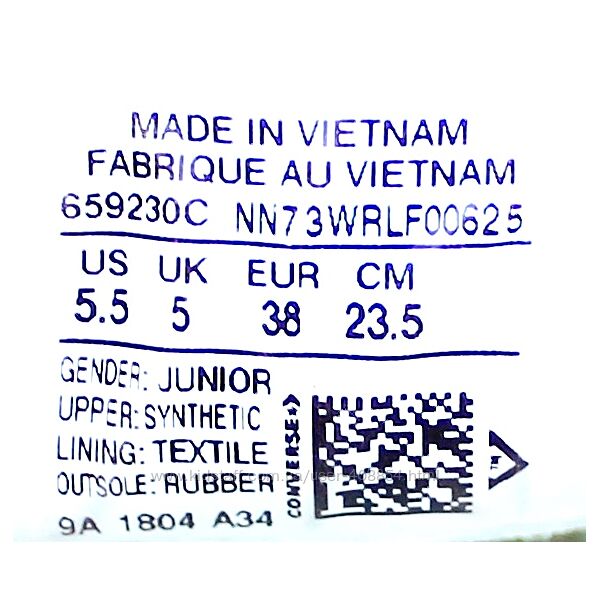 MADE IN VIETNAM
FABRIQUE AU VIETNAM
659230C NN73WRLF00625
US UK EUR CM
5.5 5 38 23.5
GENDER: JUNIOR
UPPER: SYNTHETIC
LINING: TEXTILE
OUTSOLE: RUBBER
9A 1804 A34
CONVERSE
TM